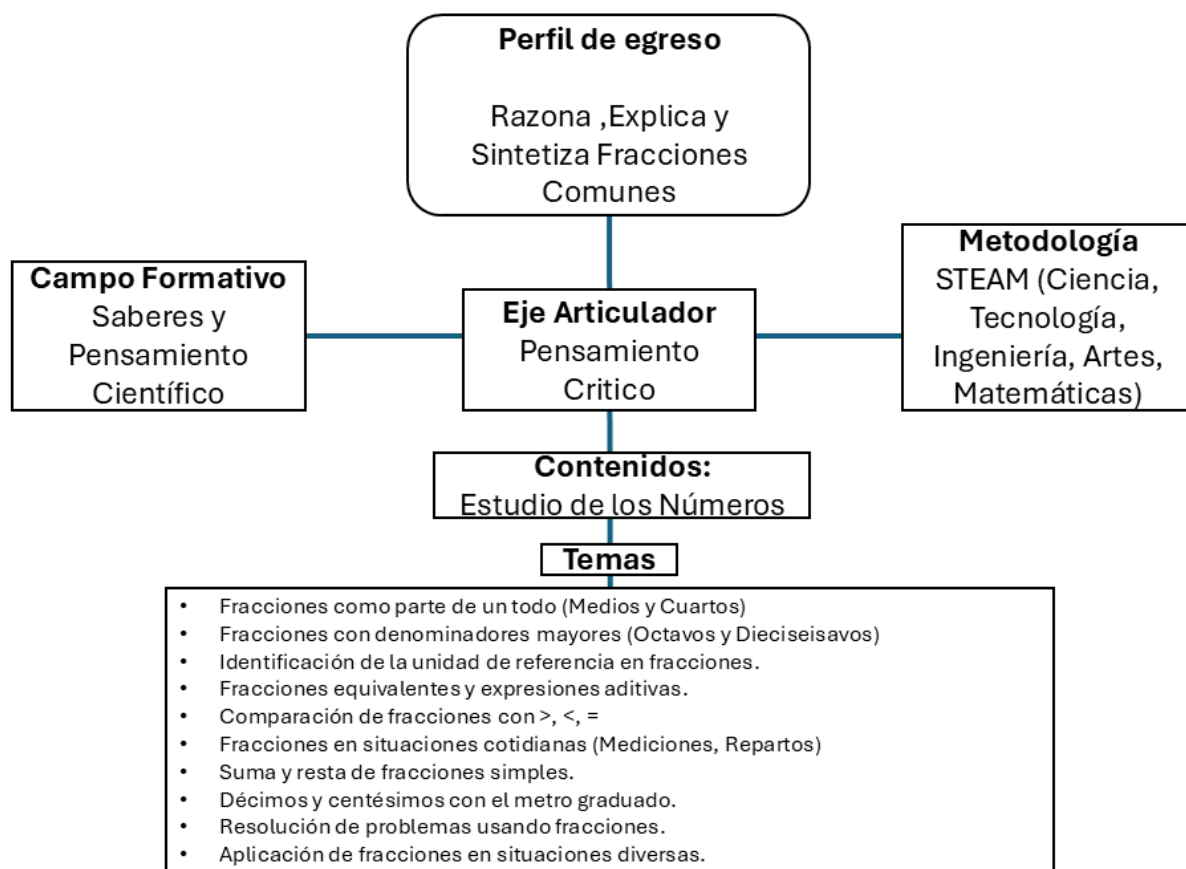 Perfil de egreso
Razona ,Explica y
Sintetiza Fracciones
Comunes
Campo Formativo
Saberes y
Pensamiento
Científico
Eje Articulador
Pensamiento
Critico
Metodología
STEAM (Ciencia,
Tecnología,
Ingeniería, Artes,
Matemáticas)
Contenidos:
Estudio de los Números
Temas
• Fracciones como parte de un todo (Medios y Cuartos)
• Fracciones con denominadores mayores (Octavos y Dieciseisavos)
• Identificación de la unidad de referencia en fracciones.
• Fracciones equivalentes y expresiones aditivas.
• Comparación de fracciones con >, <, =
• Fracciones en situaciones cotidianas (Mediciones, Repartos)
• Suma y resta de fracciones simples.
• Décimos y centésimos con el metro graduado.
• Resolución de problemas usando fracciones.
• Aplicación de fracciones en situaciones diversas.